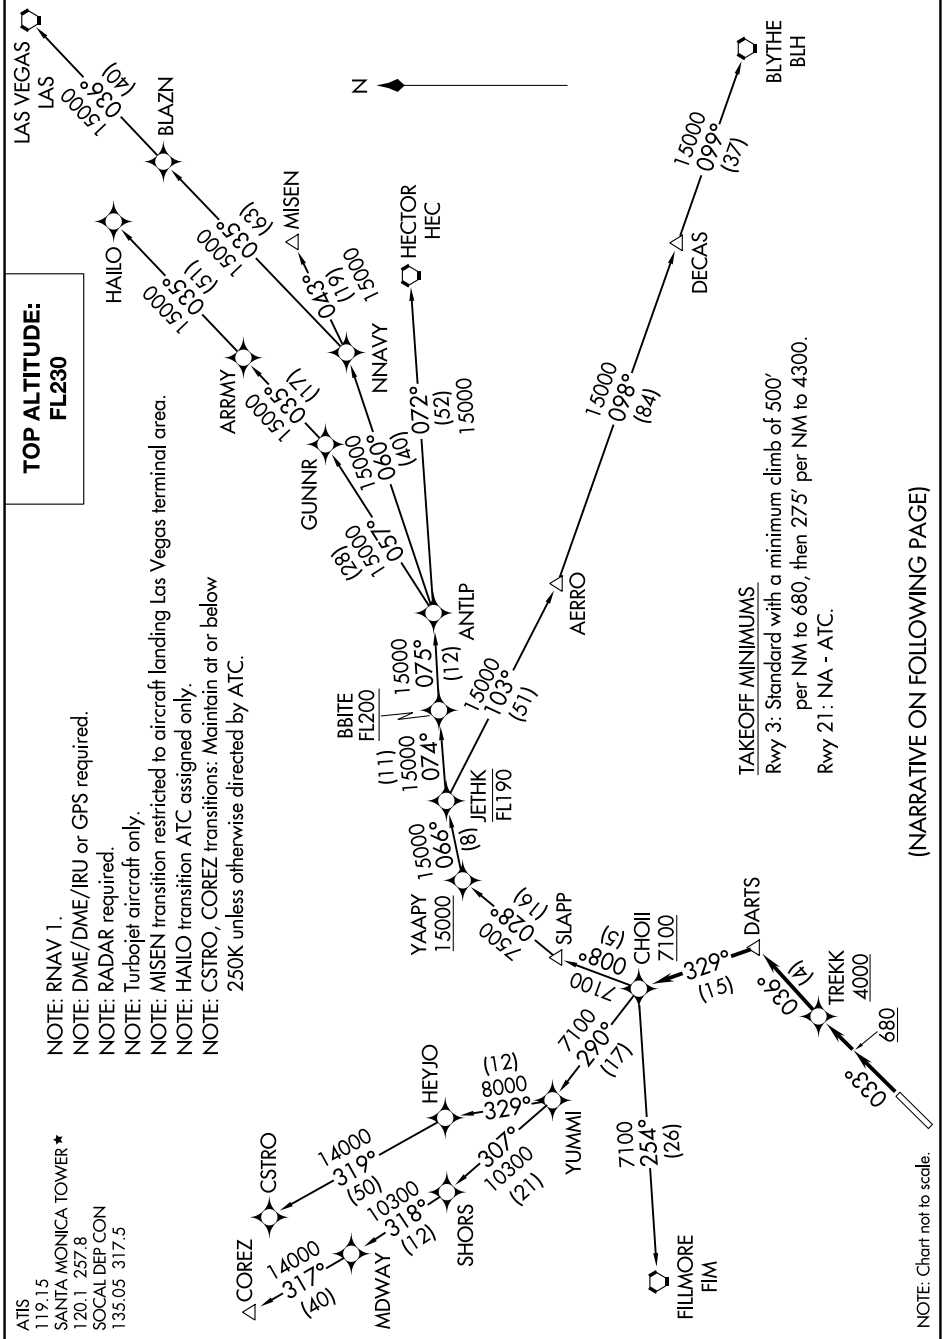 ATIS
119.15
SANTA MONICA TOWER★
120.1 257.8
SOCAL DEP CON
135.05 317.5
NOTE: RNAV 1.
NOTE: DME/DME/IRU or GPS required.
NOTE: RADAR required.
NOTE: Turbojet aircraft only.
NOTE: MISEN transition restricted to aircraft landing Las Vegas terminal area.
NOTE: HAILO transition ATC assigned only.
NOTE: CSTRO, COREZ transitions: Maintain at or below
250K unless otherwise directed by ATC.
TOP ALTITUDE:
FL230
LAS VEGAS
LAS
15000
036°
(40)
BLAZN
HAILO
15000
035°
(51)
15000
035°
(63)
MISEN
N
ARRMY
15000
035°
(17)
043°
(19)
15000
NNAVY
HECTOR
HEC
GUNNR
(28)
15000
057°
15000
060°
(40)
072°
(52)
15000
ANTLP
15000
075°
(12)
BBITE
FL200
(11)
15000
074°
JETHK
FL190
15000
066°
(8)
YAAPY
15000
7500
028°
(16)
SLAPP
7100
008°
(5)
15000
103°
(51)
AERRO
15000
098°
(84)
DECAS
15000
099°
(37)
BLYTHE
BLH
COREZ
14000
317°
(40)
MDWAY
CSTRO
14000
319°
(50)
10300
318°
(12)
SHORS
HEYJO
(12)
8000
329°
307°
10300
(21)
YUMMI
7100
290°
(17)
CHOII
7100
7100
254°
(26)
FILLMORE
FIM
329°
(15)
DARTS
036°
(4)
TREKK
4000
680
033°
TAKEOFF MINIMUMS
Rwy 3: Standard with a minimum climb of 500'
per NM to 680, then 275' per NM to 4300.
Rwy 21: NA - ATC.
(NARRATIVE ON FOLLOWING PAGE)
NOTE: Chart not to scale.